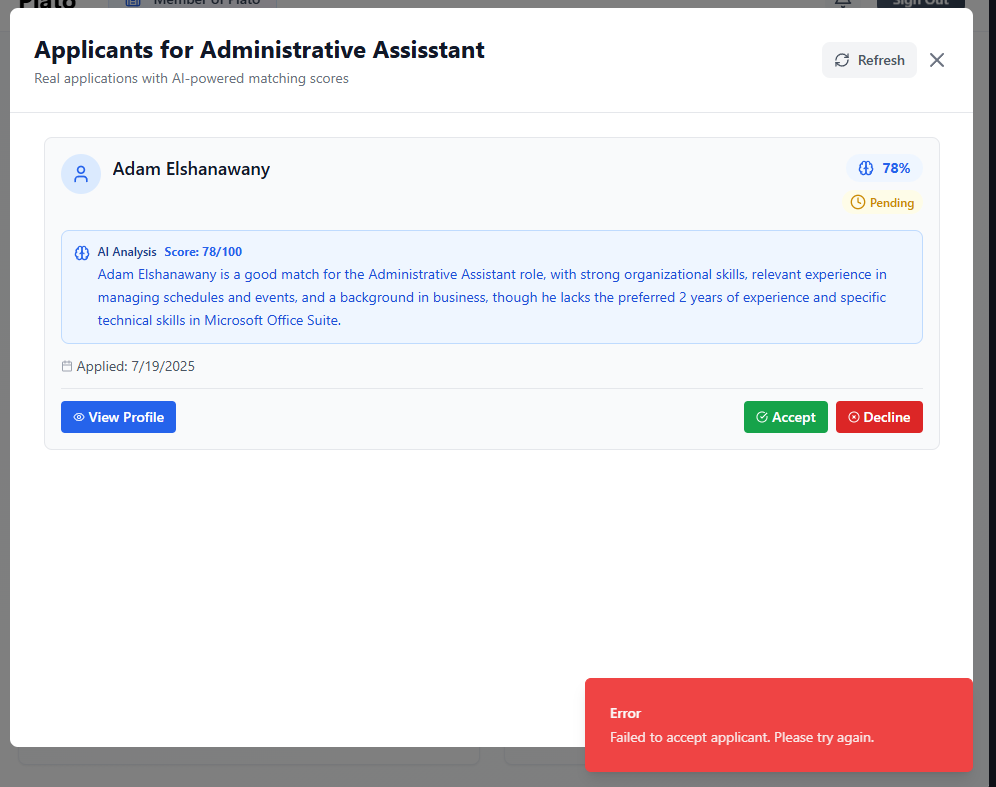 Plato
Member of Plato
Sign Out
Applicants for Administrative Assisstant
Real applications with AI-powered matching scores
Refresh
Adam Elshanawany
78%
Pending
AI Analysis Score: 78/100
Adam Elshanawany is a good match for the Administrative Assistant role, with strong organizational skills, relevant experience in
managing schedules and events, and a background in business, though he lacks the preferred 2 years of experience and specific
technical skills in Microsoft Office Suite.
Applied: 7/19/2025
View Profile
Accept
Decline
Error
Failed to accept applicant. Please try again.